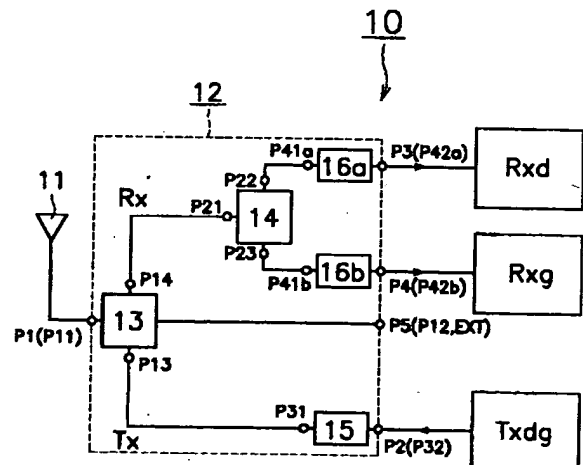 10
12
11
P41a
16a
P3(P42a)
Rxd
P22
Rx
P21
14
P23
16b
P41b
P4(P42b)
Rxg
P14
13
P1(P11)
P5(P12,EXT)
P13
P31
15
Tx
P2(P32)
Txdg